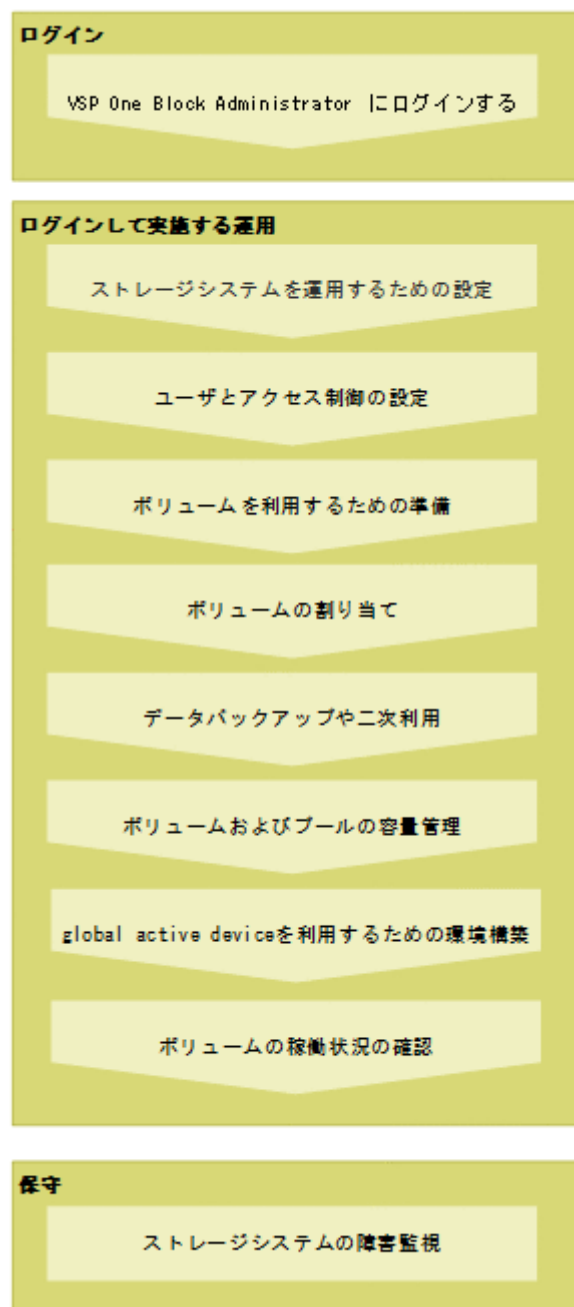 ログイン
VSP One Block Administrator にログインする
ログインして実施する運用
ストレージシステムを運用するための設定
ユーザとアクセス制御の設定
ボリュームを利用するための準備
ボリュームの割り当て
データバックアップや二次利用
ボリュームおよびプールの容量管理
global active deviceを利用するための環境構築
ボリュームの稼働状況の確認
保守
ストレージシステムの障害監視